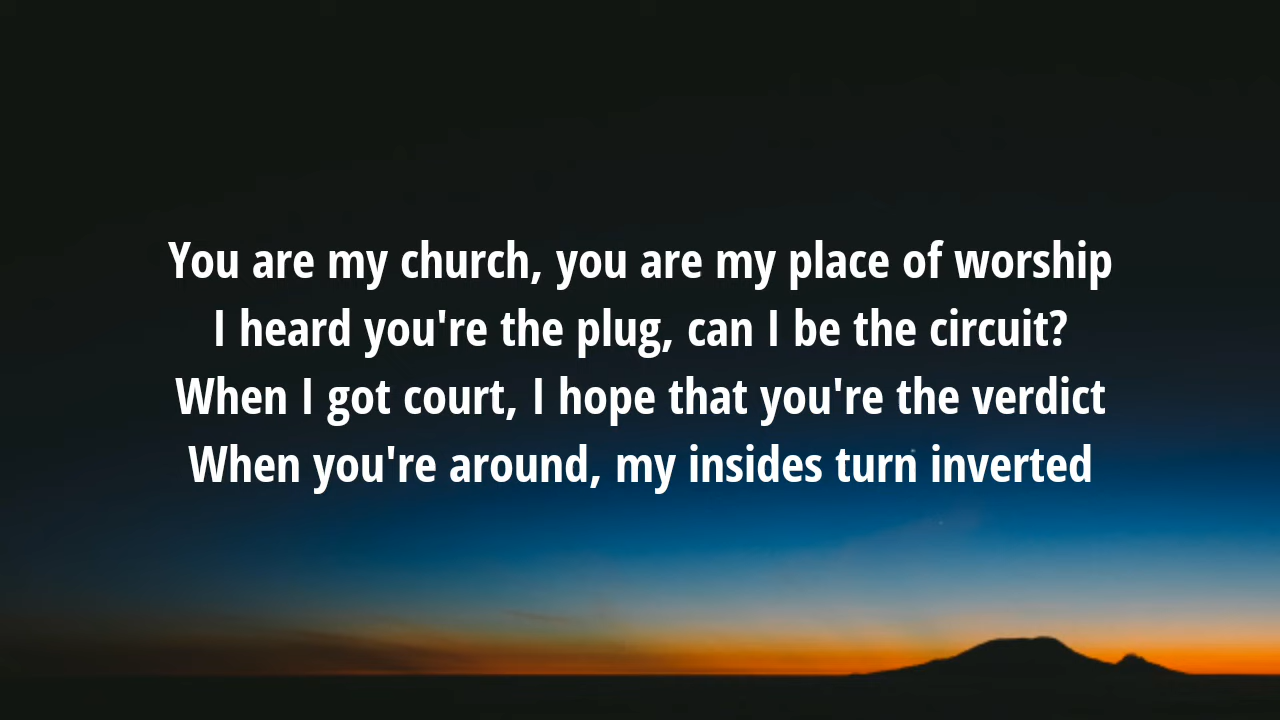 You are my church, you are my place of worship
I heard you're the plug, can I be the circuit?
When I got court, I hope that you're the verdict
When you're around, my insides turn inverted